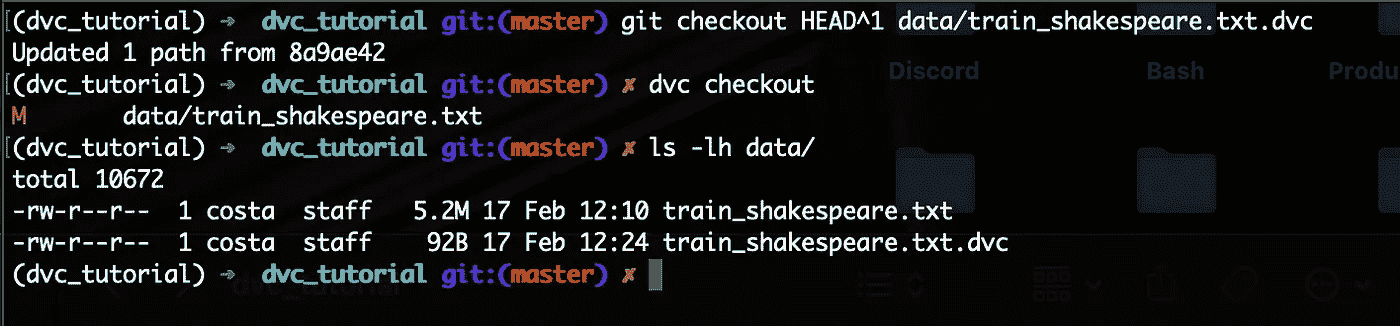 (dvc_tutorial) → dvc_tutorial git:(master) git checkout HEAD^1 data/train_shakespeare.txt.dvc
Updated 1 path from 8a9ae42
(dvc_tutorial) → dvc_tutorial git:(master) ✗ dvc checkout
M data/train_shakespeare.txt
(dvc_tutorial) → dvc_tutorial git:(master) ✗ ls -lh data/
total 10672
-rw-r--r-- 1 costa staff 5.2M 17 Feb 12:10 train_shakespeare.txt
-rw-r--r-- 1 costa staff 92B 17 Feb 12:24 train_shakespeare.txt.dvc
(dvc_tutorial) → dvc_tutorial git:(master) ✗
Discord Bash Produ